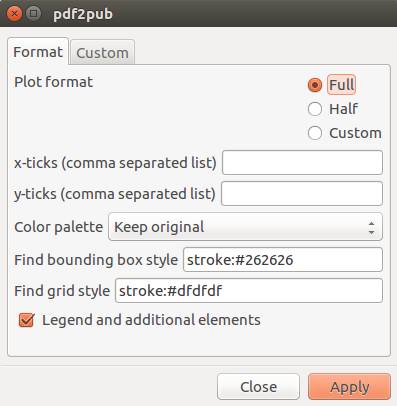 pdf2pub
Format Custom
Plot format
Full
Half
Custom
x-ticks (comma separated list)
y-ticks (comma separated list)
Color palette Keep original
Find bounding box style stroke:#262626
Find grid style stroke:#dfdfdf
Legend and additional elements
Close Apply